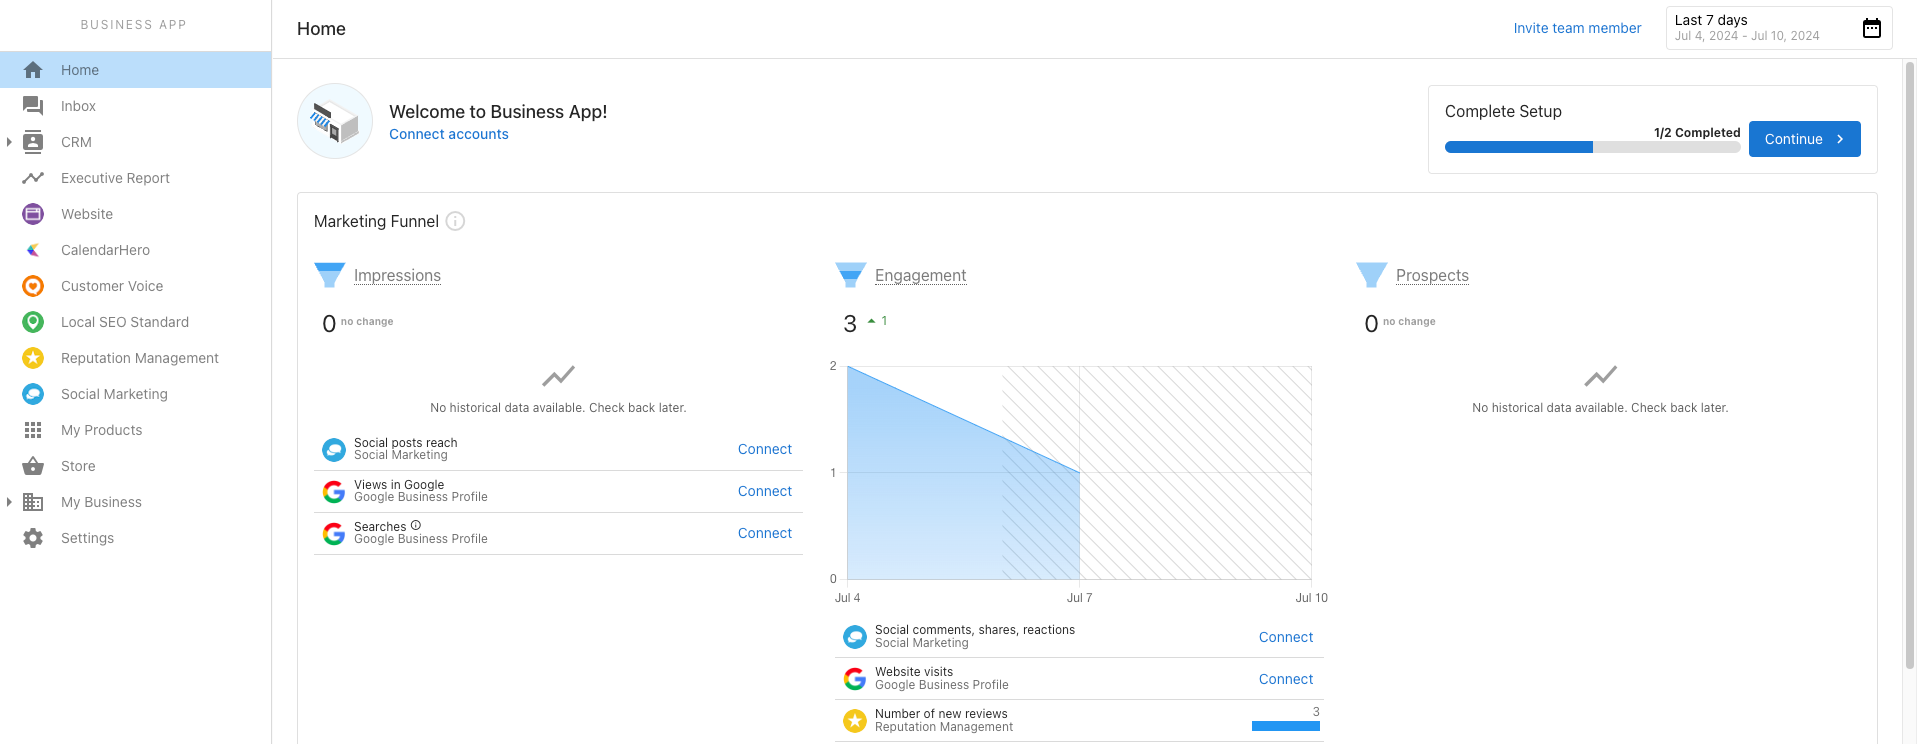 BUSINESS APP
Home
Inbox
CRM
Executive Report
Website
CalendarHero
Customer Voice
Local SEO Standard
Reputation Management
Social Marketing
My Products
Store
My Business
Settings
Home
Invite team member
Last 7 days
Jul 4, 2024 - Jul 10, 2024
Welcome to Business App!
Connect accounts
Complete Setup
1/2 Completed
Continue
Marketing Funnel
Impressions
0 no change
No historical data available. Check back later.
Social posts reach
Social Marketing
Connect
Views in Google
Google Business Profile
Connect
Searches
Google Business Profile
Connect
Engagement
3 1
2
1
0
Jul 4
Jul 7
Jul 10
Social comments, shares, reactions
Social Marketing
Connect
Website visits
Google Business Profile
Connect
Number of new reviews
Reputation Management
3
Prospects
0 no change
No historical data available. Check back later.